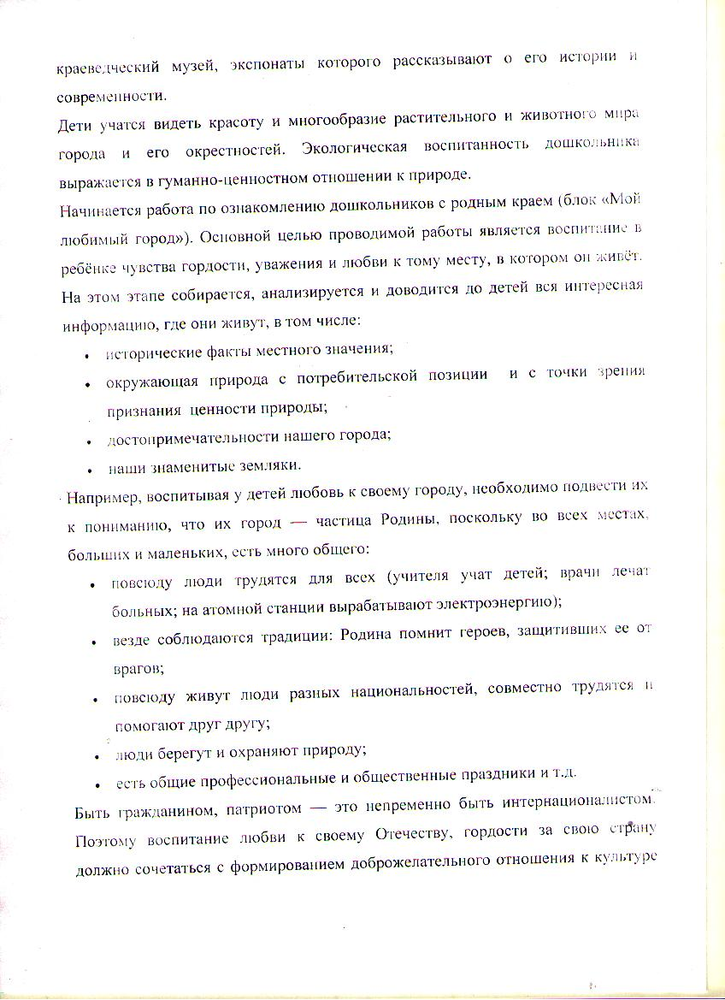 краеведческий музей, экспонаты которого рассказывают о его истории и
современности.
Дети учатся видеть красоту и многообразие растительного и животного мира
города и его окрестностей. Экологическая воспитанность дошкольника
выражается в гуманно-ценностном отношении к природе.
Начинается работа по ознакомлению дошкольников с родным краем (блок «Мой
любимый город»). Основной целью проводимой работы является воспитание в
ребёнке чувства гордости, уважения и любви к тому месту, в котором он живёт.
На этом этапе собирается, анализируется и доводится до детей вся интересная
информацию, где они живут, в том числе:
• исторические факты местного значения;
• окружающая природа с потребительской позиции и с точки зрения
признания ценности природы;
• достопримечательности нашего города;
• наши знаменитые земляки.
Например, воспитывая у детей любовь к своему городу, необходимо подвести их
к пониманию, что их город — частица Родины, поскольку во всех местах,
больших и маленьких, есть много общего:
• повсюду люди трудятся для всех (учителя учат детей; врачи лечат
больных; на атомной станции вырабатывают электроэнергию);
• везде соблюдаются традиции: Родина помнит героев, защитивших ее от
врагов;
• повсюду живут люди разных национальностей, совместно трудятся и
помогают друг другу;
• люди берегут и охраняют природу;
• есть общие профессиональные и общественные праздники и т.д.
Быть гражданином, патриотом — это непременно быть интернационалистом.
Поэтому воспитание любви к своему Отечеству, гордости за свою страну
должно сочетаться с формированием доброжелательного отношения к культуре